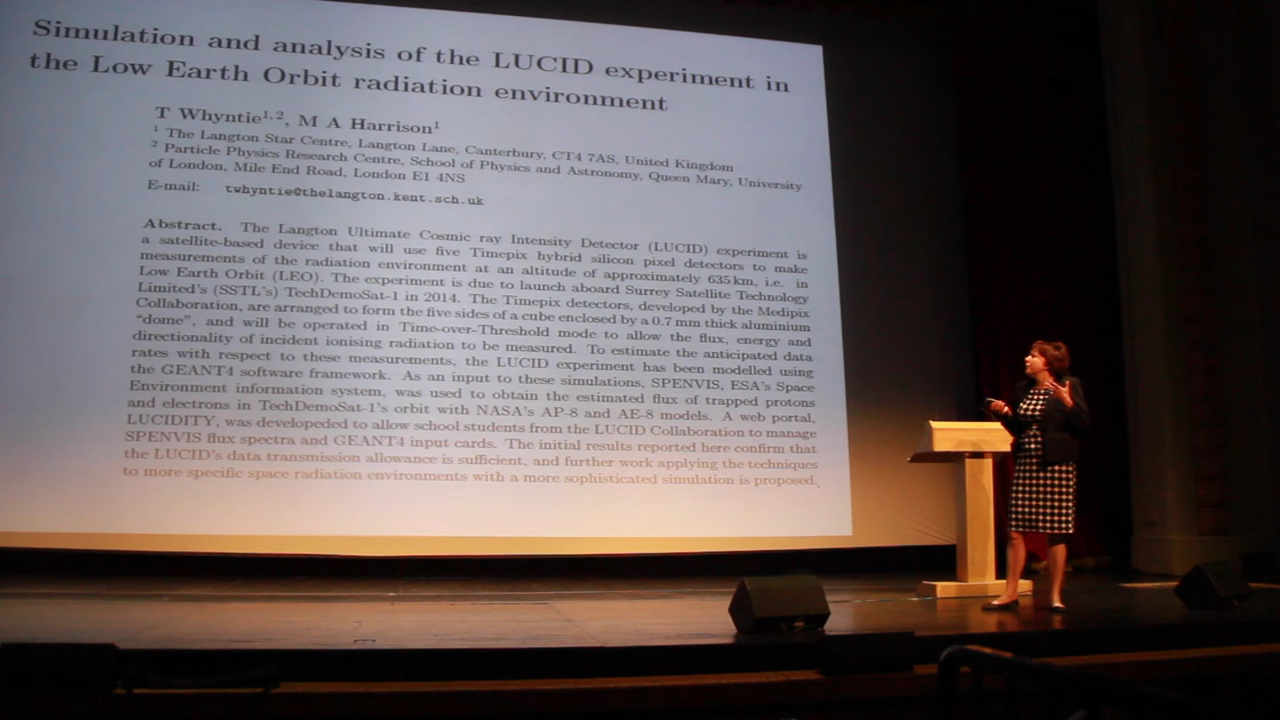 Simulation and analysis of the LUCID experiment in
the Low Earth Orbit radiation environment
T Whyntie1,2, M A Harrison1
1 The Langton Star Centre, Langton Lane, Canterbury, CT4 7AS, United Kingdom
2 Particle Physics Research Centre, School of Physics and Astronomy, Queen Mary, University
of London, Mile End Road, London E1 4NS
E-mail: twhyntie@thelangton.kent.sch.uk
Abstract. The Langton Ultimate Cosmic ray Intensity Detector (LUCID) experiment is
a satellite-based device that will use five Timepix hybrid silicon pixel detectors to make
measurements of the radiation environment at an altitude of approximately 635 km, i.e. in
Low Earth Orbit (LEO). The experiment is due to launch aboard Surrey Satellite Technology
Limited's (SSTL's) TechDemoSat-1 in 2014. The Timepix detectors, developed by the Medipix
Collaboration, are arranged to form the five sides of a cube enclosed by a 0.7 mm thick aluminium
"dome", and will be operated in Time-over-Threshold mode to allow the flux, energy and
directionality of incident ionising radiation to be measured. To estimate the anticipated data
rates with respect to these measurements, the LUCID experiment has been modelled using
the GEANT4 software framework. As an input to these simulations, SPENVIS, ESA's Space
Environment information system, was used to obtain the estimated flux of trapped protons
and electrons in TechDemoSat-1's orbit with NASA's AP-8 and AE-8 models. A web portal,
LUCIDITY, was developeded to allow school students from the LUCID Collaboration to manage
SPENVIS flux spectra and GEANT4 input cards. The initial results reported here confirm that
the LUCID's data transmission allowance is sufficient, and further work applying the techniques
to more specific space radiation environments with a more sophisticated simulation is proposed.